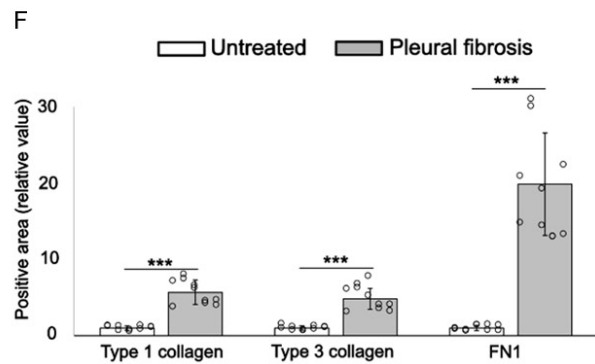 F
Untreated Pleural fibrosis
Positive area (relative value)
30
20
10
0
***
***
***
Type 1 collagen Type 3 collagen FN1